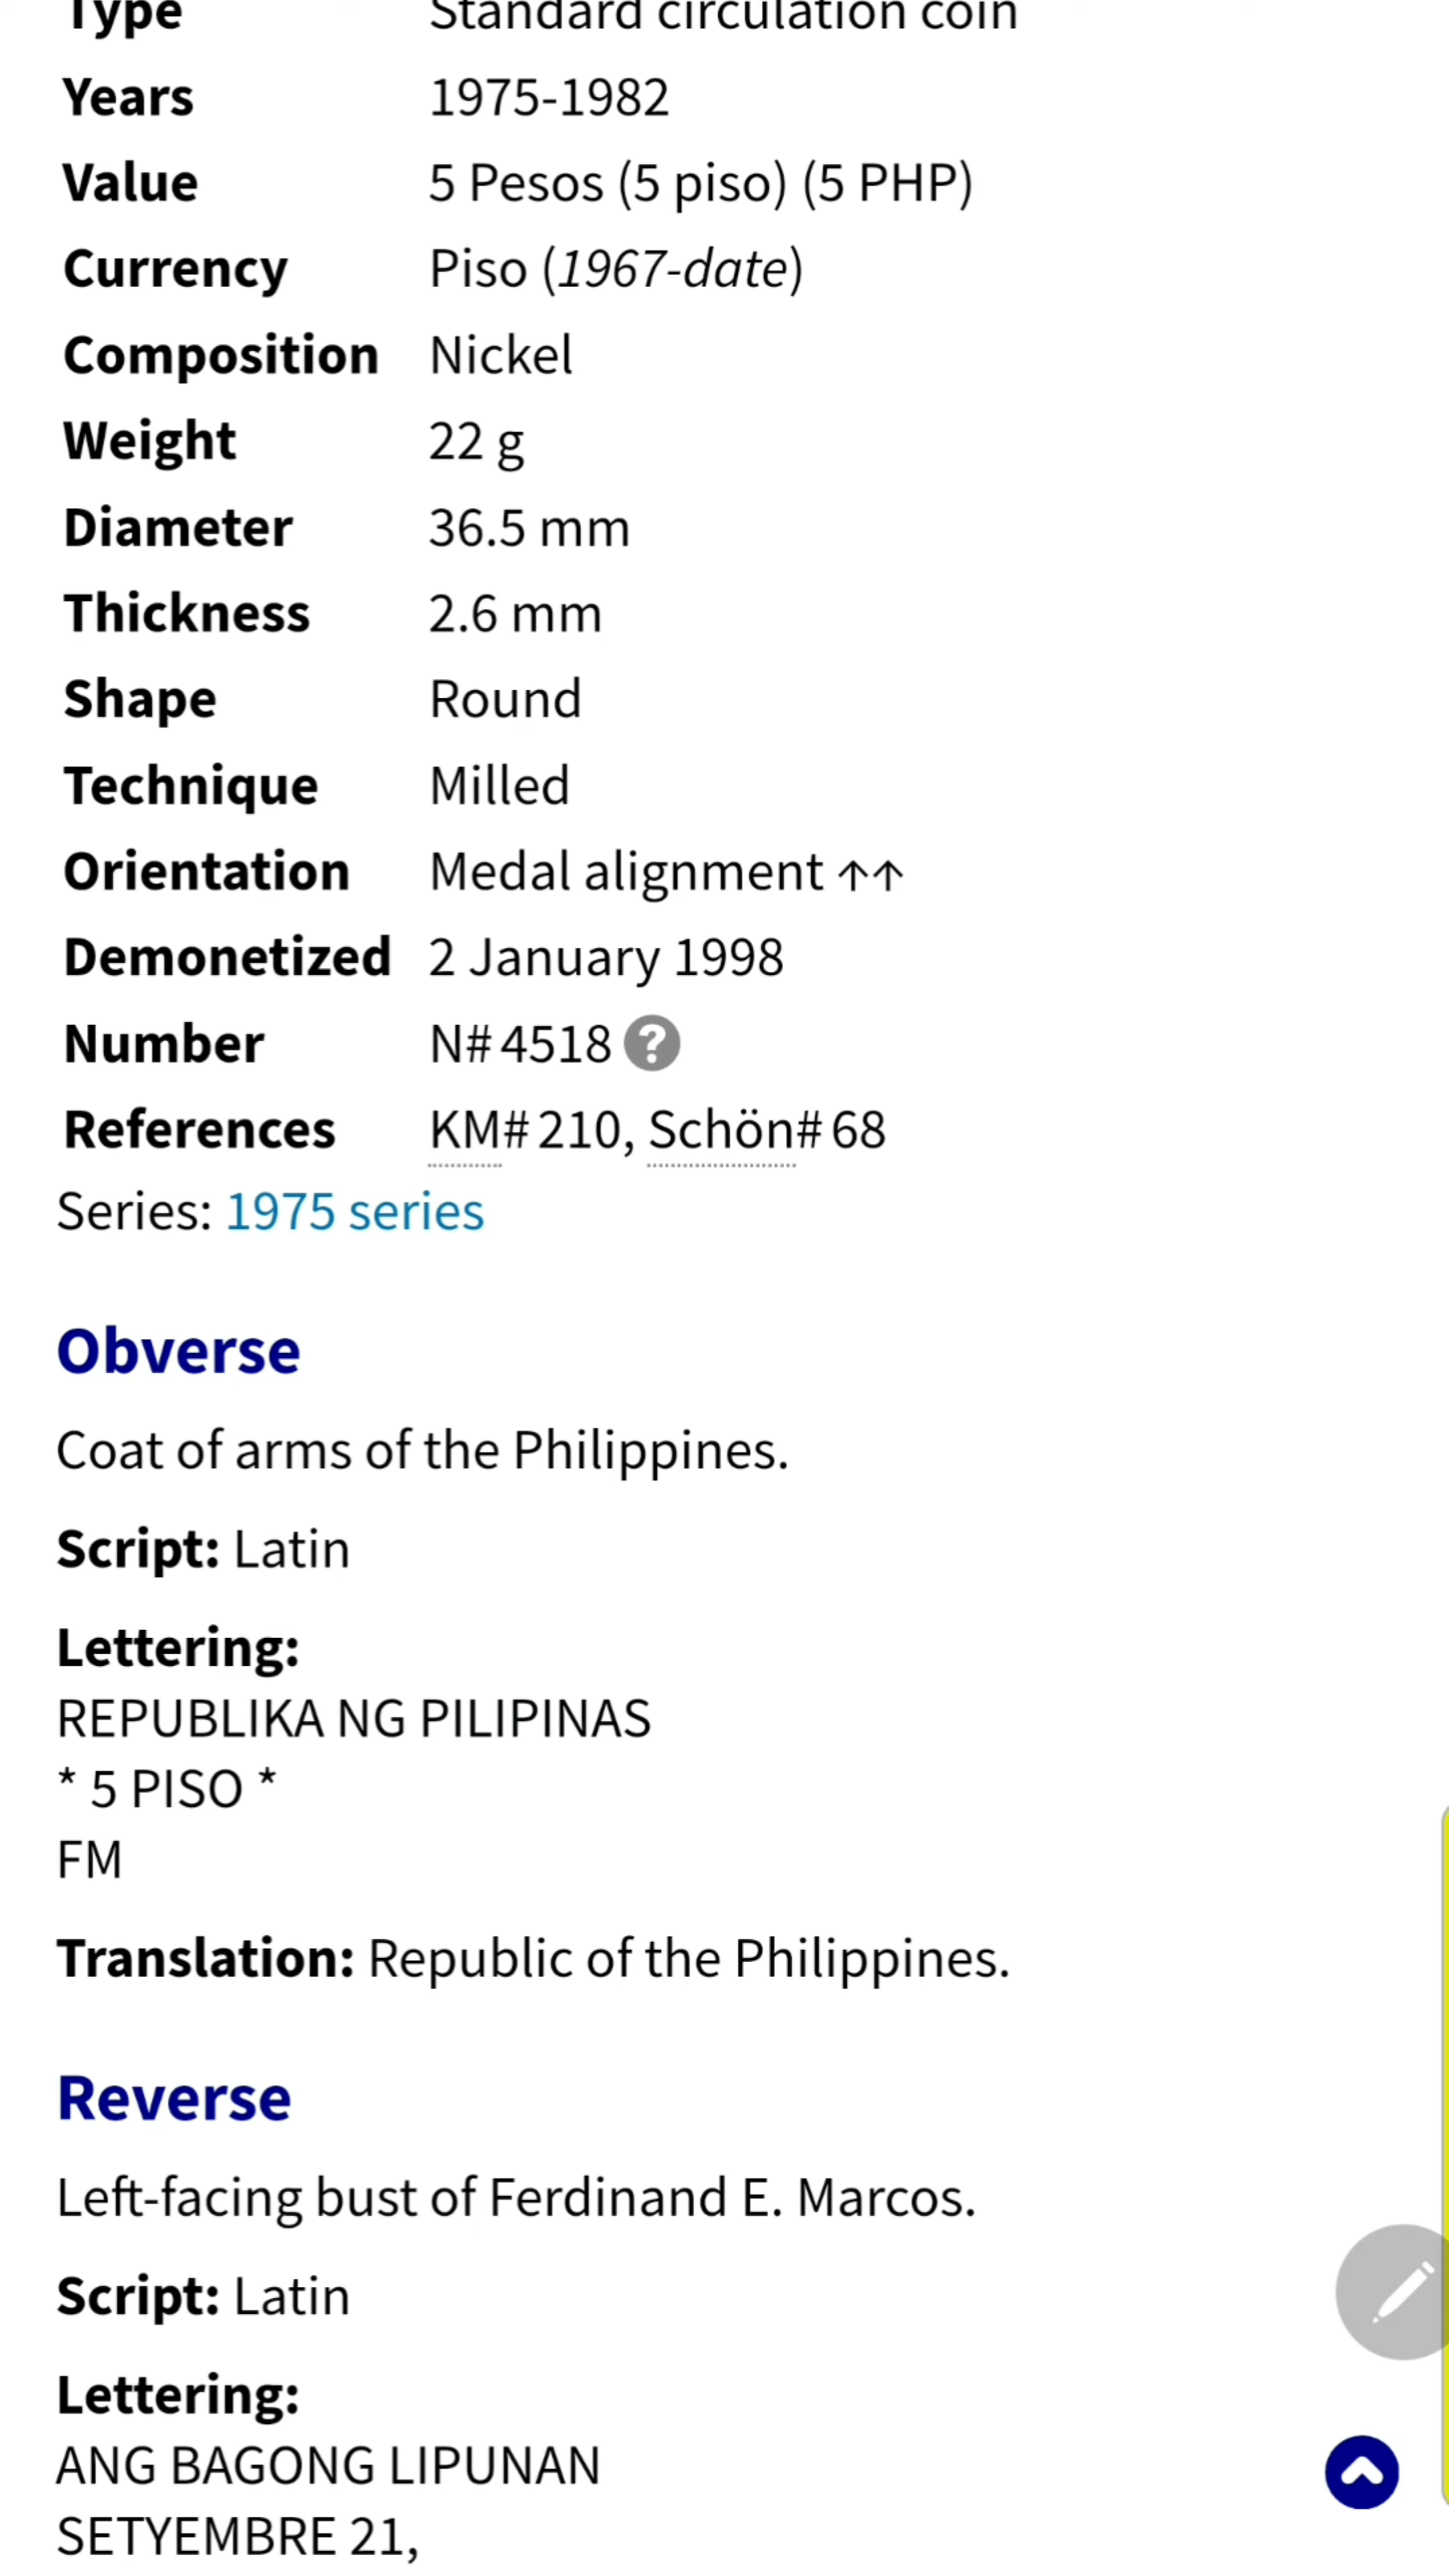 Type Standard circulation coin
Years 1975-1982
Value 5 Pesos (5 piso) (5 PHP)
Currency Piso (1967-date)
Composition Nickel
Weight 22 g
Diameter 36.5 mm
Thickness 2.6 mm
Shape Round
Technique Milled
Orientation Medal alignment ↑↑
Demonetized 2 January 1998
Number N# 4518 ?
References KM# 210, Schön# 68
Series: 1975 series
Obverse
Coat of arms of the Philippines.
Script: Latin
Lettering:
REPUBLIKA NG PILIPINAS
* 5 PISO *
FM
Translation: Republic of the Philippines.
Reverse
Left-facing bust of Ferdinand E. Marcos.
Script: Latin
Lettering:
ANG BAGONG LIPUNAN
SETYEMBRE 21,